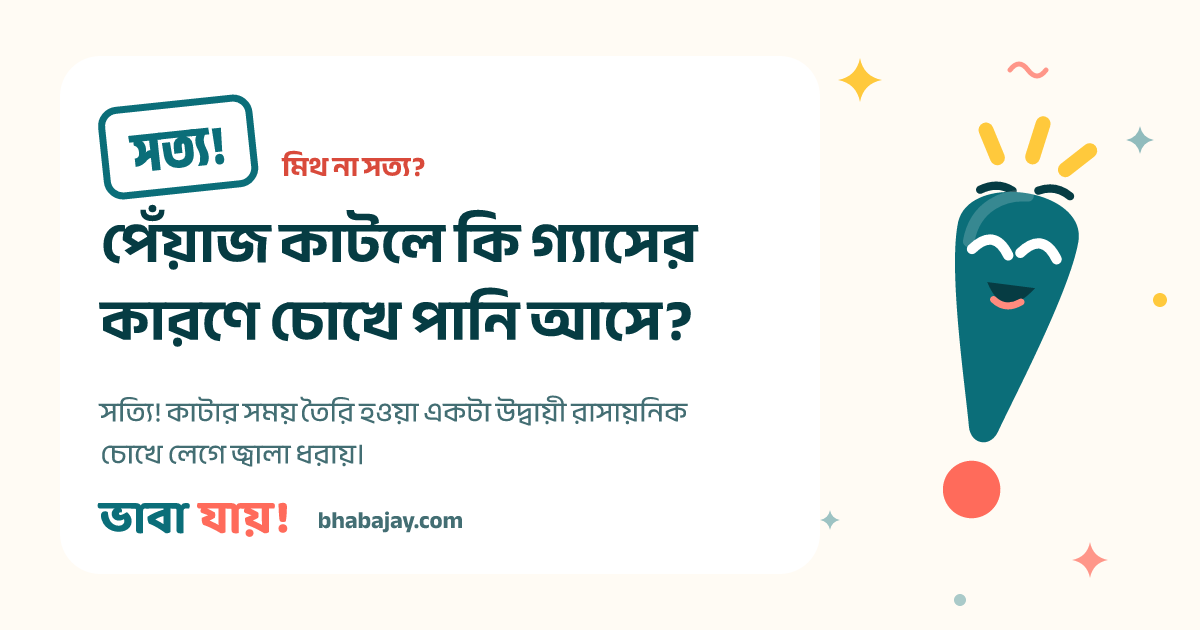 সত্য!
মিথ না সত্য?
পেঁয়াজ কাটলে কি গ্যাসের
কারণে চোখে পানি আসে?
সত্যি! কাটার সময় তৈরি হওয়া একটা উদ্বায়ী রাসায়নিক
চোখে লেগে জ্বালা ধরায়।
ভাবা যায়! bhabajay.com